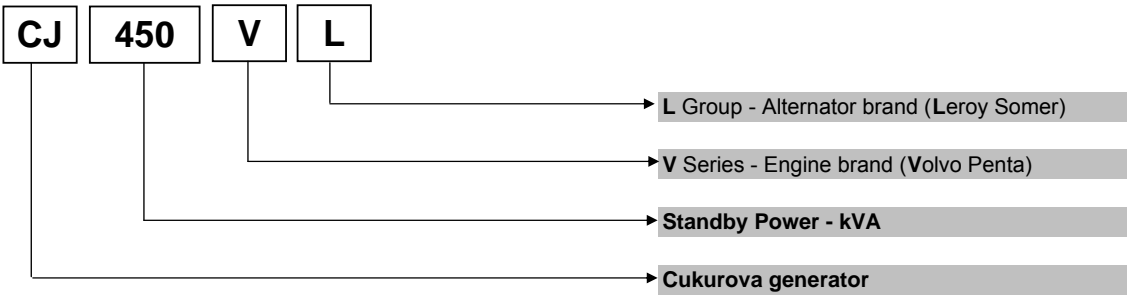 CJ 450 V L
L Group - Alternator brand (Leroy Somer)
V Series - Engine brand (Volvo Penta)
Standby Power - kVA
Cukurova generator